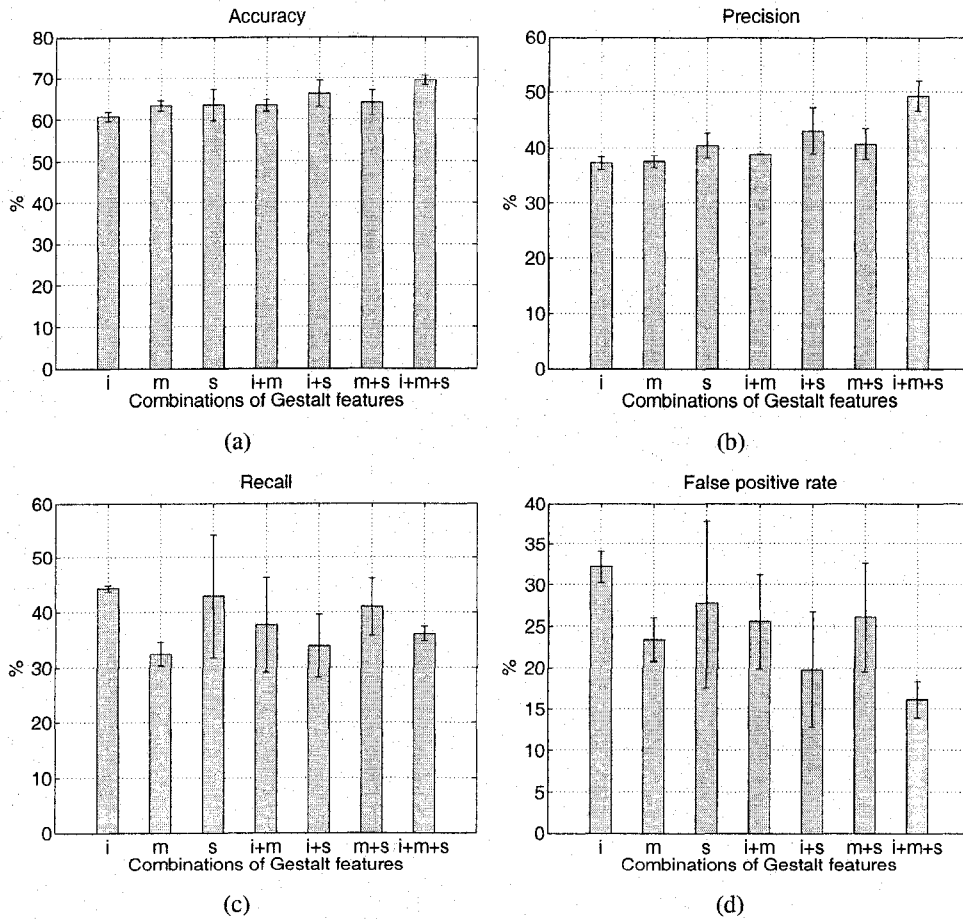 Accuracy
80
70
60
50
40
30
20
10
0
%
i m s i+m i+s m+s i+m+s
Combinations of Gestalt features
(a)
Precision
60
50
40
30
20
10
0
%
i m s i+m i+s m+s i+m+s
Combinations of Gestalt features
(b)
Recall
60
50
40
30
20
10
0
%
i m s i+m i+s m+s i+m+s
Combinations of Gestalt features
(c)
False positive rate
40
35
30
25
20
15
10
5
0
%
i m s i+m i+s m+s i+m+s
Combinations of Gestalt features
(d)